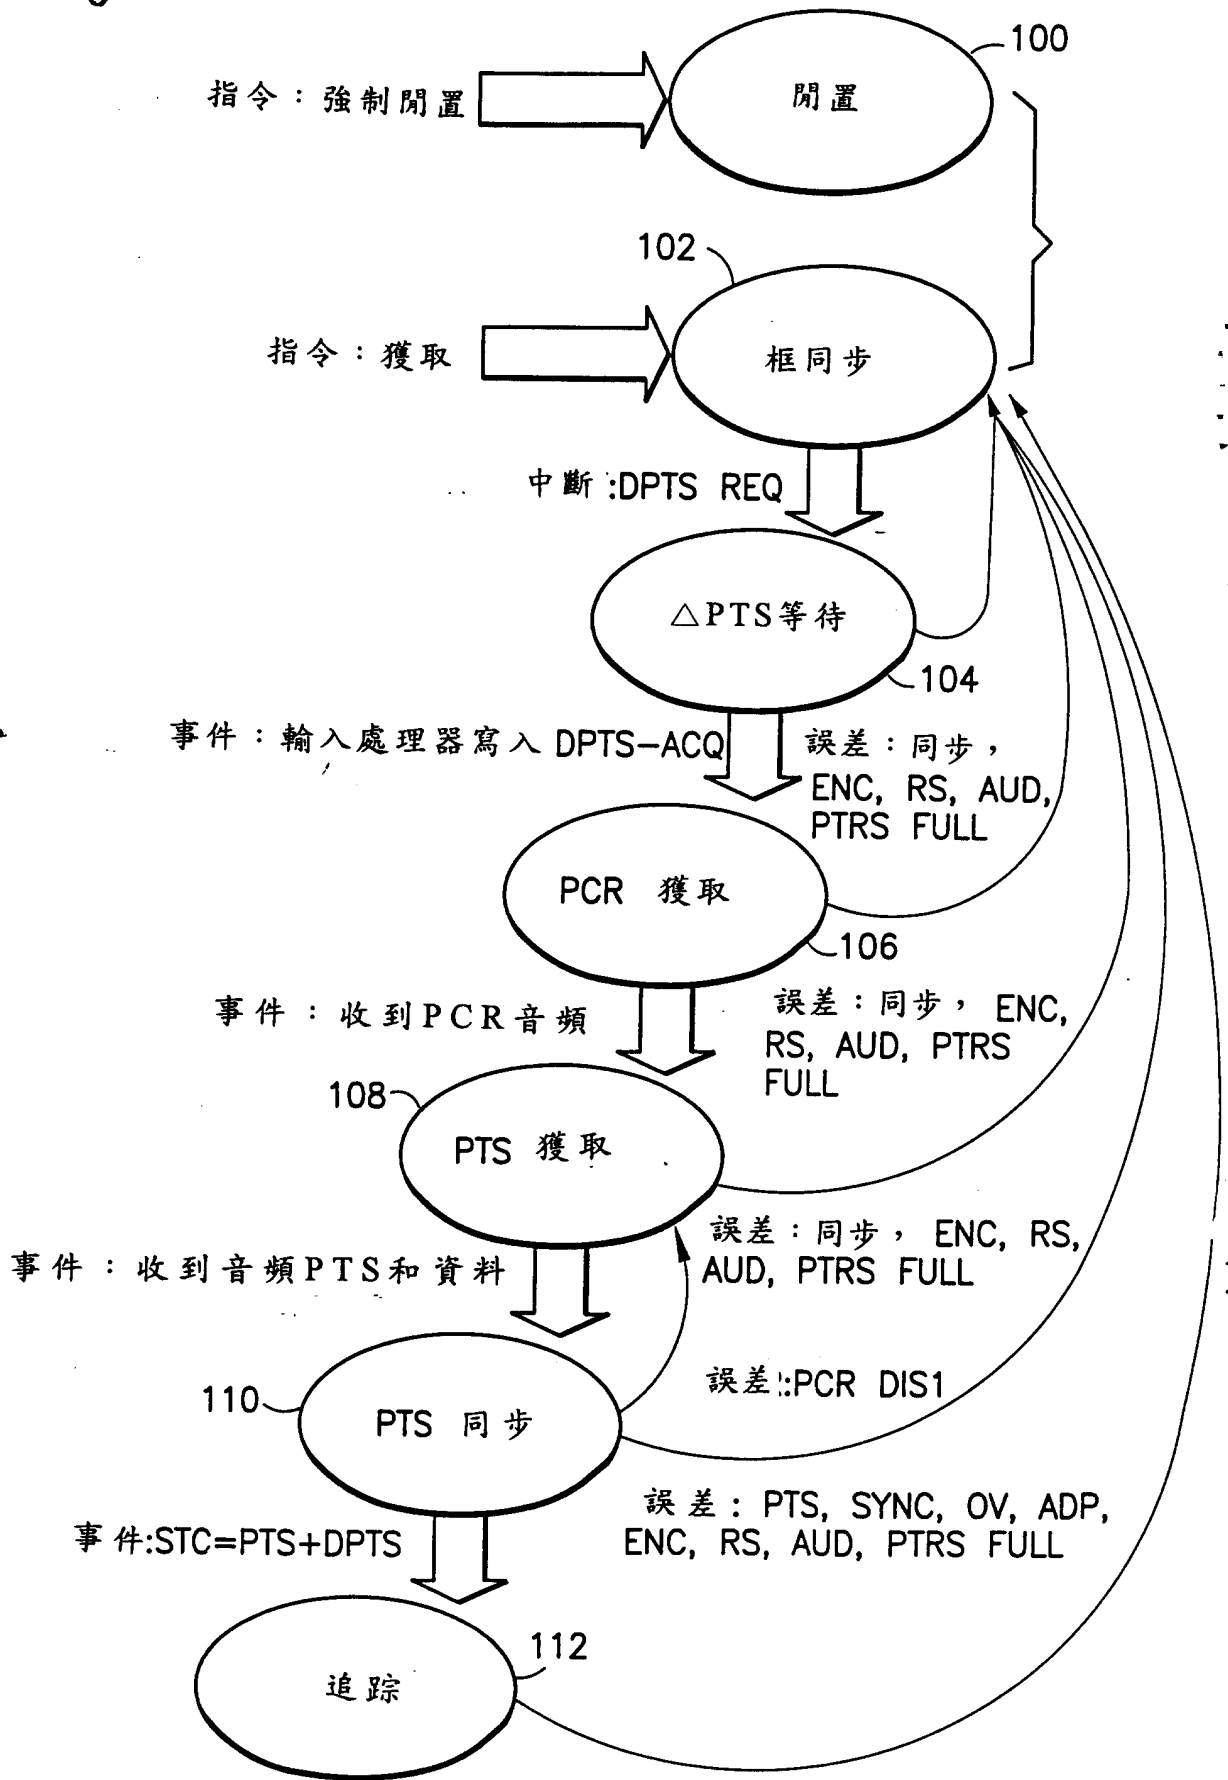 100
指令：強制閒置
閒置
102
指令：獲取
框同步
中斷:DPTS REQ
△PTS等待
104
事件：輸入處理器寫入 DPTS-ACQ
誤差：同步，
ENC, RS, AUD,
PTRS FULL
PCR 獲取
106
事件：收到PCR音頻
誤差：同步，ENC,
RS, AUD, PTRS
FULL
108
PTS 獲取
誤差：同步，ENC, RS,
AUD, PTRS FULL
事件：收到音頻PTS和資料
誤差:PCR DIS1
110
PTS 同步
誤差：PTS, SYNC, OV, ADP,
ENC, RS, AUD, PTRS FULL
事件:STC=PTS+DPTS
112
追踪